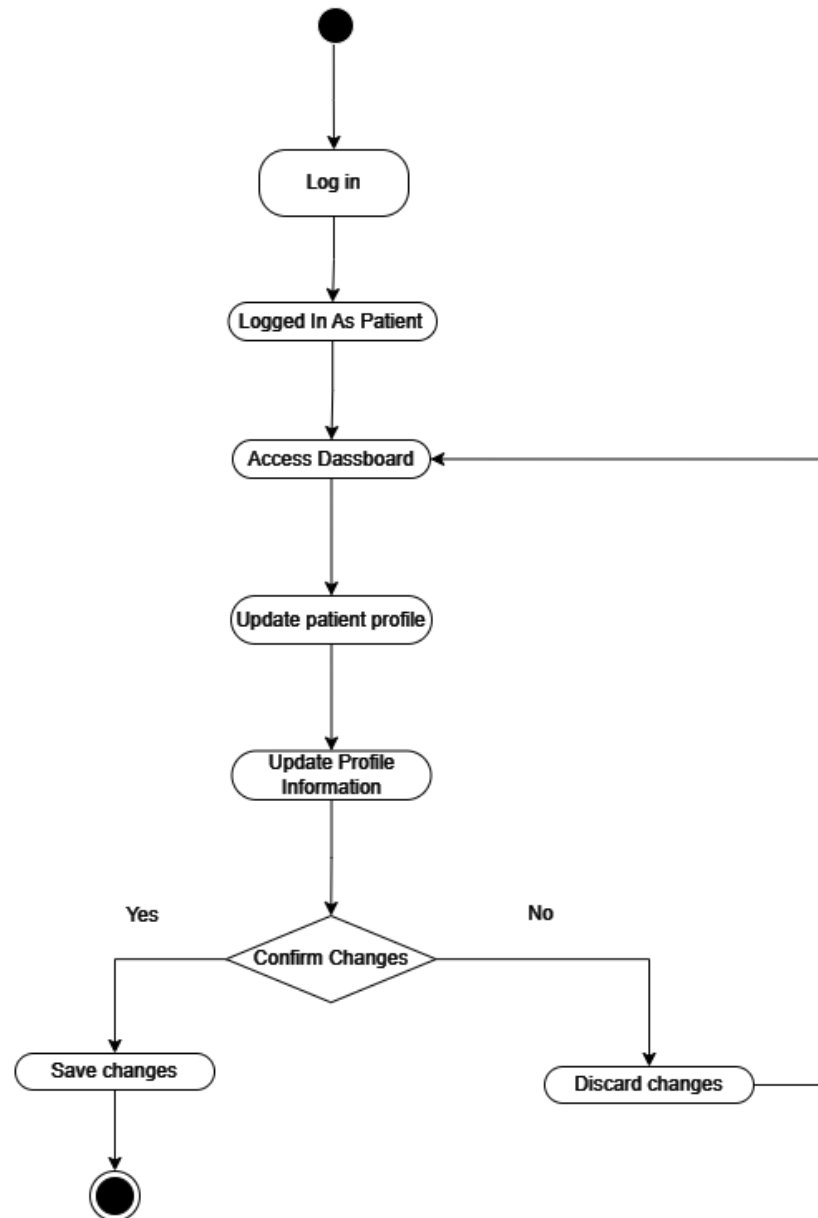 Log in
Logged In As Patient
Access Dassboard
Update patient profile
Update Profile
Information
Yes
No
Confirm Changes
Save changes
Discard changes